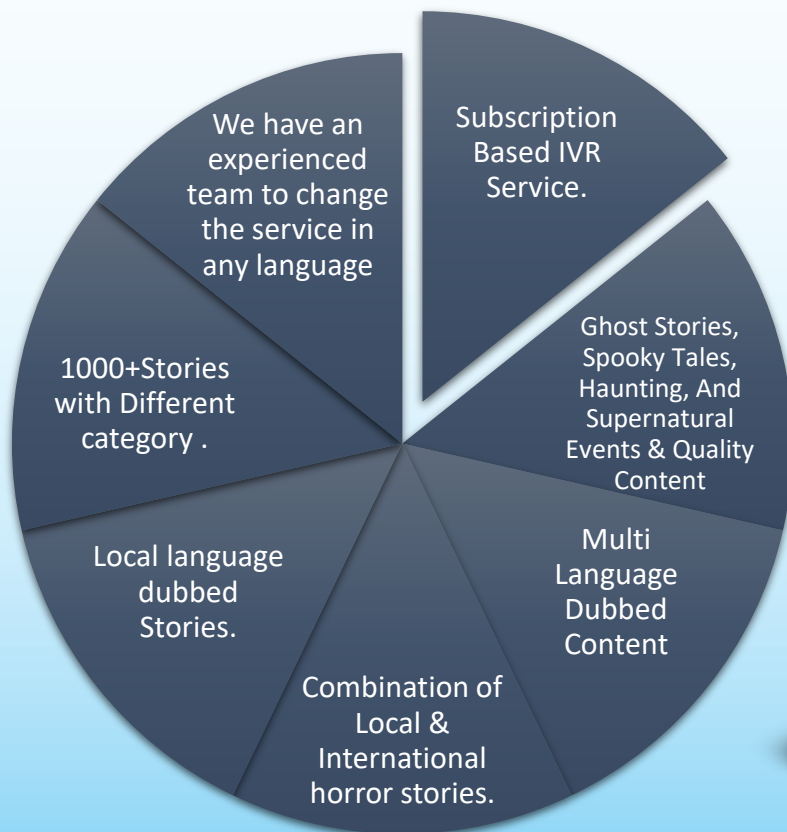 Subscription
Based IVR
Service.
Ghost Stories,
Spooky Tales,
Haunting, And
Supernatural
Events & Quality
Content
Multi
Language
Dubbed
Content
Combination of
Local &
International
horror stories.
Local language
dubbed
Stories.
1000+Stories
with Different
category .
We have an
experienced
team to change
the service in
any language